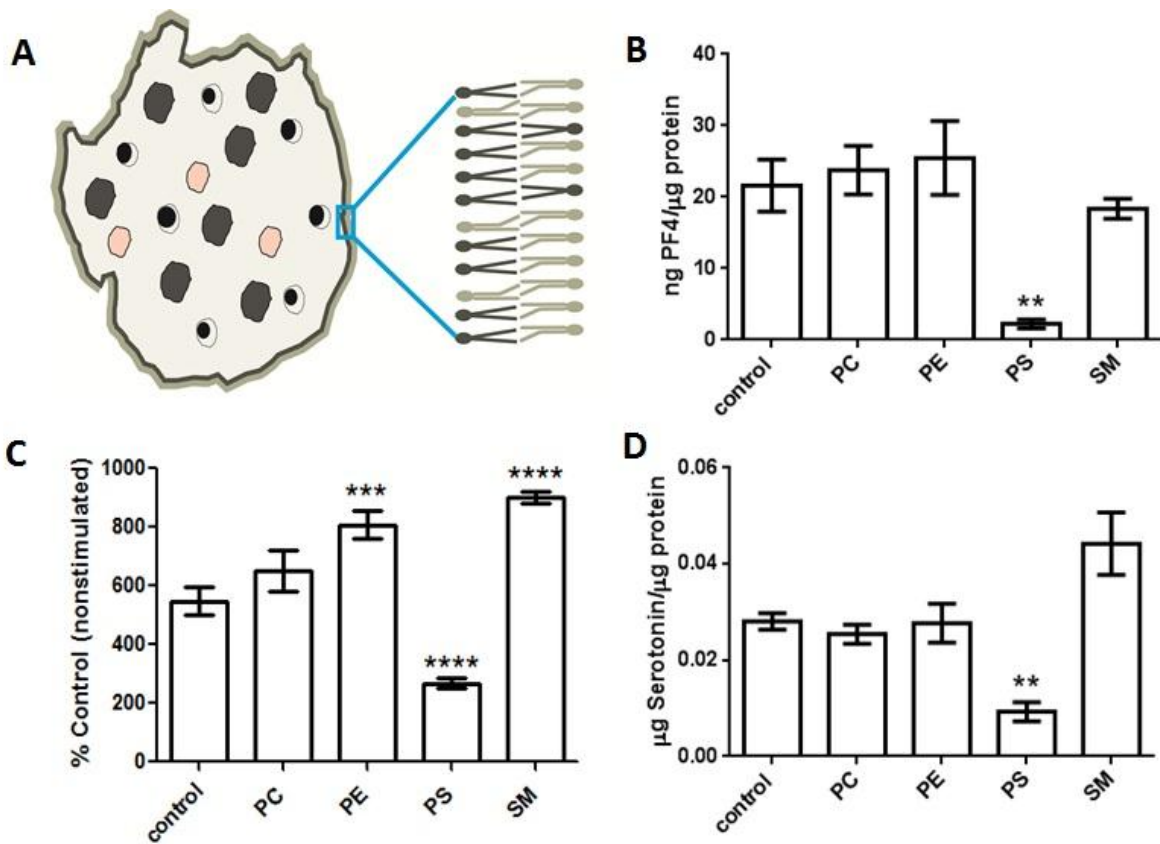 A
B
ng PF4/µg protein
40
30
20
10
0
**
control
PC
PE
PS
SM
C
% Control (nonstimulated)
1000
800
600
400
200
0
***
****
****
control
PC
PE
PS
SM
D
µg Serotonin/µg protein
0.06
0.04
0.02
0.00
**
control
PC
PE
PS
SM